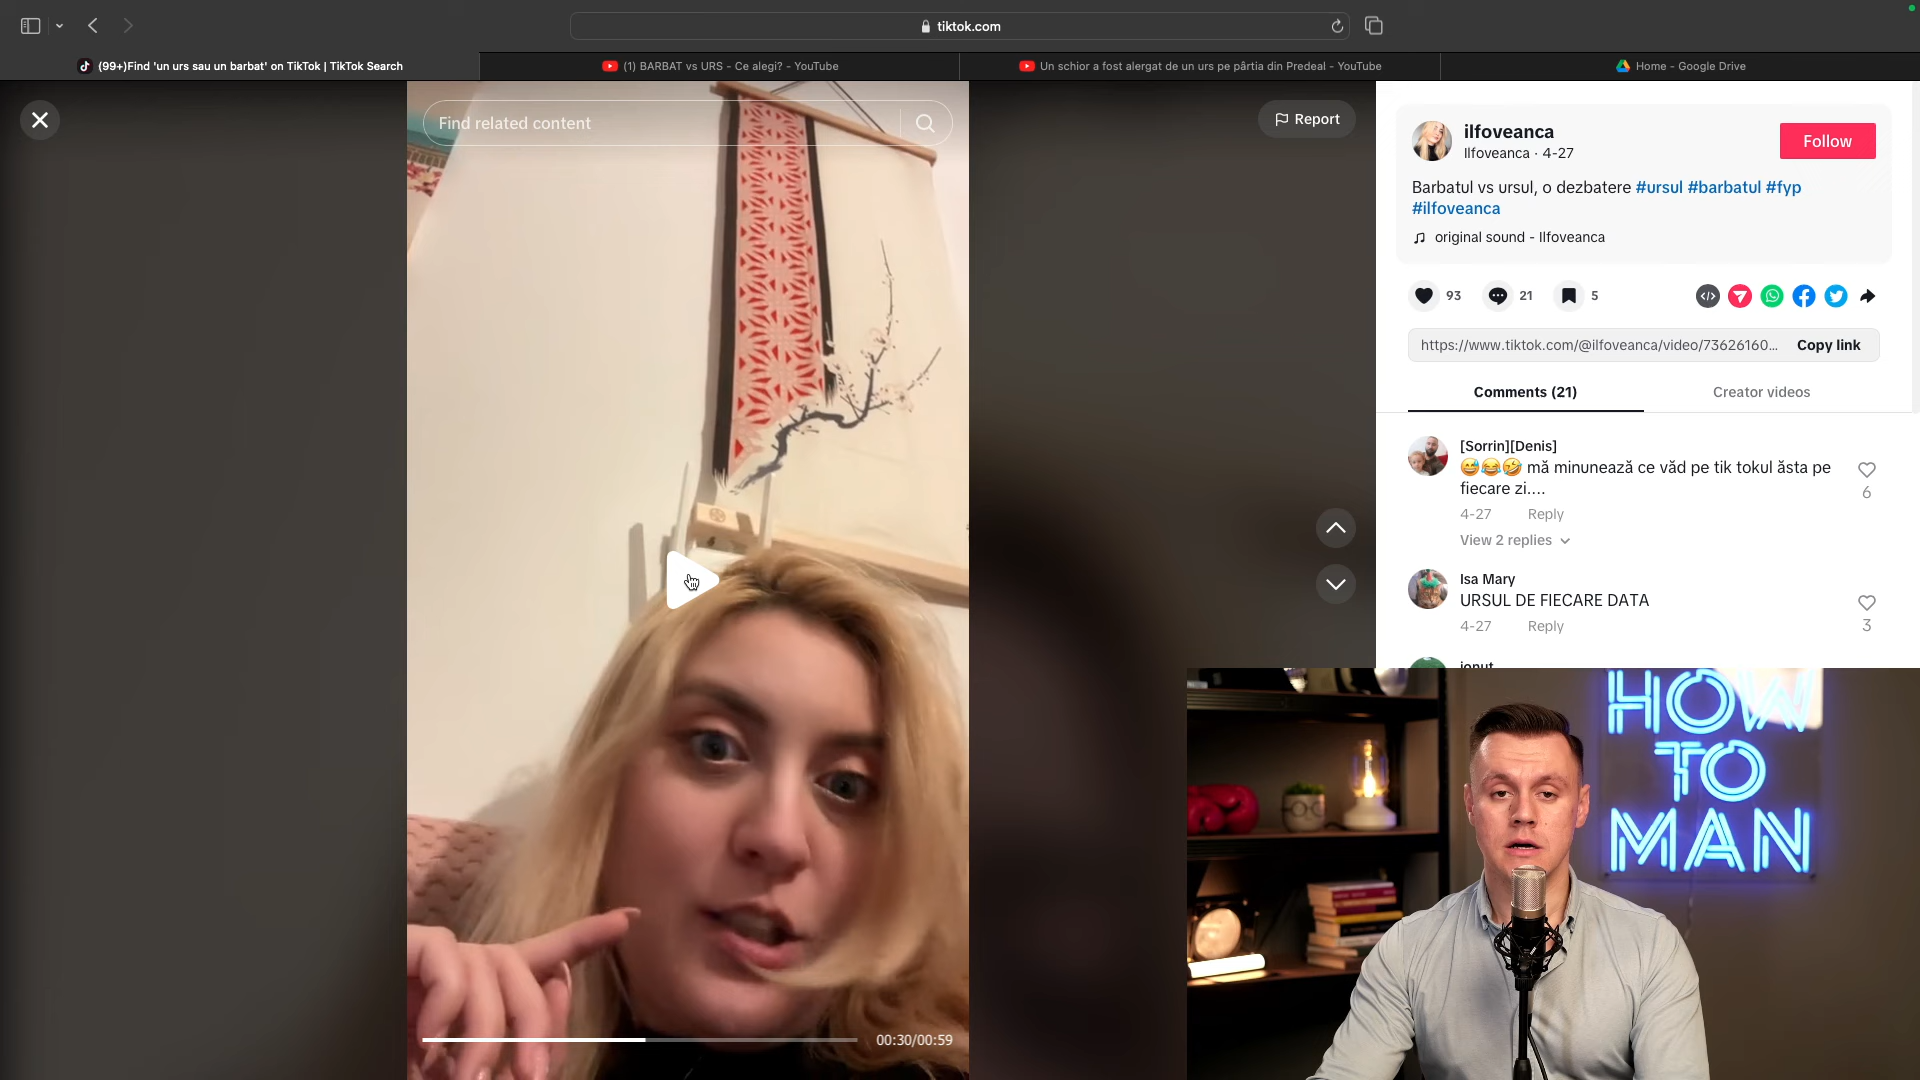 tiktok.com
(99+)Find 'un urs sau un barbat' on TikTok | TikTok Search
(1) BARBAT vs URS - Ce alegi? - YouTube
Un schior a fost alergat de un urs pe pârtia din Predeal - YouTube
Home - Google Drive
Find related content
Report
ilfoveanca
Ilfoveanca · 4-27
Follow
Barbatul vs ursul, o dezbatere #ursul #barbatul #fyp
#ilfoveanca
original sound - Ilfoveanca
93
21
5
https://www.tiktok.com/@ilfoveanca/video/73626160...
Copy link
Comments (21)
Creator videos
[Sorrin][Denis]
😅😂🤣 mă minunează ce văd pe tik tokul ăsta pe
fiecare zi....
6
4-27 Reply
View 2 replies
Isa Mary
URSUL DE FIECARE DATA
4-27 Reply
3
ionut
HOW
TO
MAN
00:30/00:59